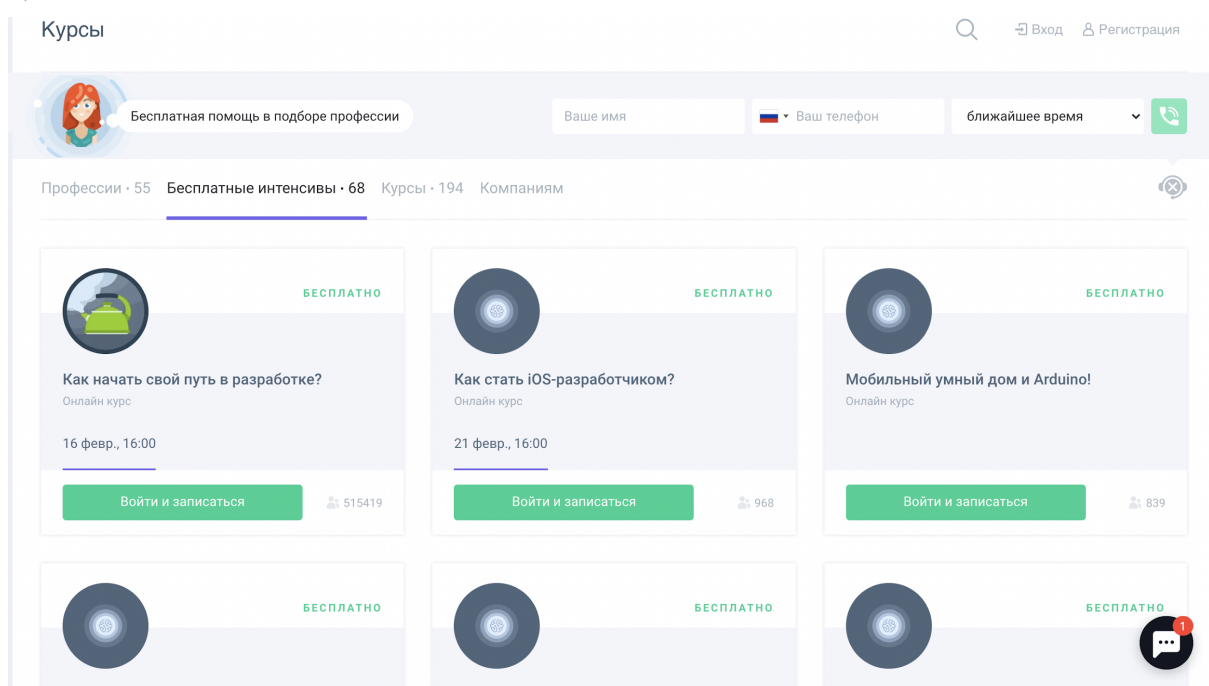 Курсы
Вход
Регистрация
Бесплатная помощь в подборе профессии
Ваше имя
Ваш телефон
ближайшее время
Профессии · 55
Бесплатные интенсивы · 68
Курсы · 194
Компаниям
БЕСПЛАТНО
Как начать свой путь в разработке?
Онлайн курс
16 февр., 16:00
Войти и записаться
515419
БЕСПЛАТНО
Как стать iOS-разработчиком?
Онлайн курс
21 февр., 16:00
Войти и записаться
968
БЕСПЛАТНО
Мобильный умный дом и Arduino!
Онлайн курс
Войти и записаться
839
БЕСПЛАТНО
БЕСПЛАТНО
БЕСПЛАТНО
1